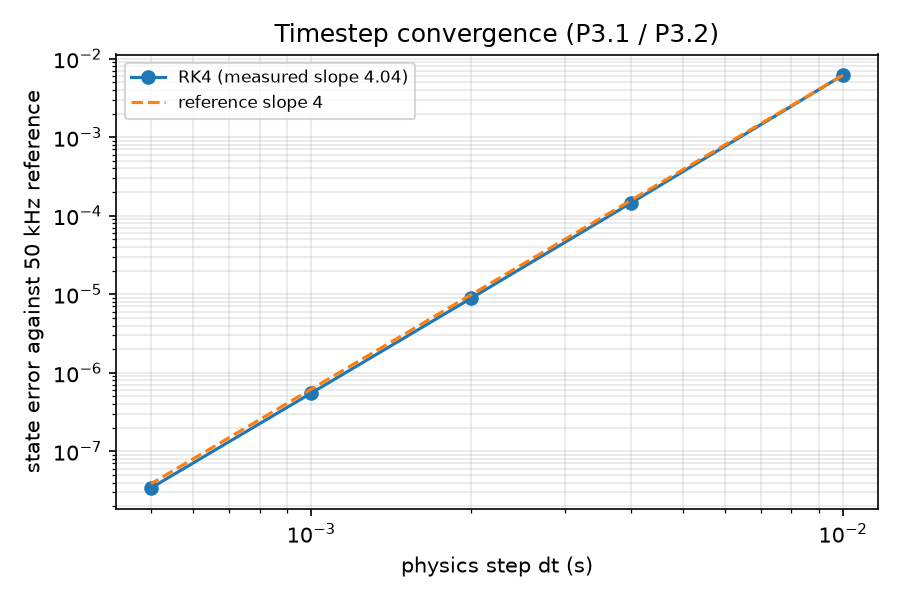 Timestep convergence (P3.1 / P3.2)
RK4 (measured slope 4.04)
reference slope 4
state error against 50 kHz reference
10⁻²
10⁻³
10⁻⁴
10⁻⁵
10⁻⁶
10⁻⁷
10⁻³
10⁻²
physics step dt (s)